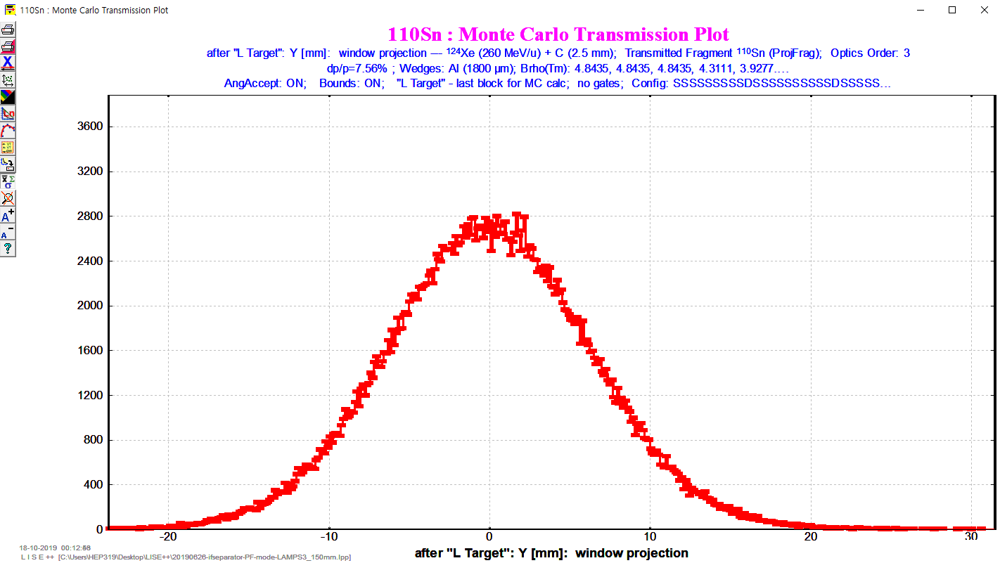 110Sn : Monte Carlo Transmission Plot
110Sn : Monte Carlo Transmission Plot
after "L Target": Y [mm]: window projection --- 124Xe (260 MeV/u) + C (2.5 mm); Transmitted Fragment 110Sn (ProjFrag); Optics Order: 3
dp/p=7.56% ; Wedges: Al (1800 µm); Brho(Tm): 4.8435, 4.8435, 4.8435, 4.3111, 3.9277....
AngAccept: ON; Bounds: ON; "L Target" - last block for MC calc; no gates; Config: SSSSSSSSSDSSSSSSSSSSDSSSSS...
3600
3200
2800
2400
2000
1600
1200
800
400
0
-20 -10 0 10 20 30
after "L Target": Y [mm]: window projection
18-10-2019
L I S E ++ [C:\Users\HEP319\Desktop\LISE++\20190626-ifseparator-PF-mode-LAMPS3_150mm.lpp]